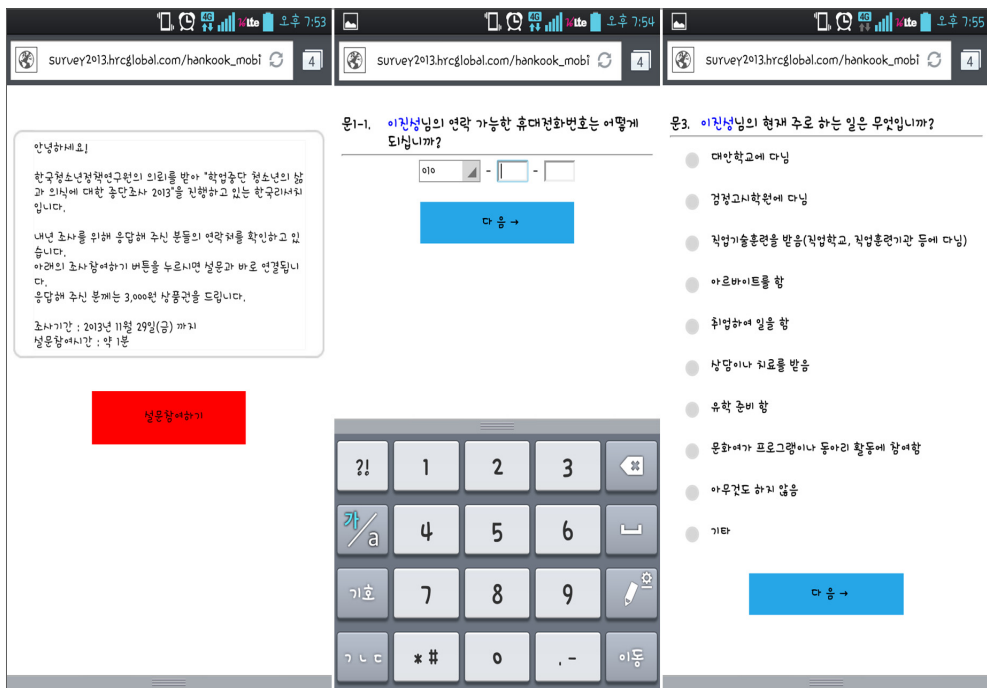 4G lte 오후 7:53
survey2013.hrcglobal.com/hankook_mobi 4
안녕하세요!
한국청소년정책연구원의 의뢰를 받아 "학업중단 청소년의 삶
과 의식에 대한 종단조사 2013"을 진행하고 있는 한국리서치
입니다.
내년 조사를 위해 응답해 주신 분들의 연락처를 확인하고 있
습니다.
아래의 조사참여하기 버튼을 누르시면 설문과 바로 연결됩니
다.
응답해 주신 분께는 3,000원 상품권을 드립니다.
조사기간 : 2013년 11월 29일(금) 까지
설문참여시간 : 약 1분
설문참여하기
4G lte 오후 7:54
survey2013.hrcglobal.com/hankook_mobi 4
문1-1. 이진성님의 연락 가능한 휴대전화번호는 어떻게
되십니까?
010 - -
다 음 →
?! 1 2 3
가/a 4 5 6
기호 7 8 9
ㄱㄴㄷ *# 0 .- 이동
4G lte 오후 7:55
survey2013.hrcglobal.com/hankook_mobi 4
문3. 이진성님의 현재 주로 하는 일은 무엇입니까?
대안학교에 다님
검정고시학원에 다님
직업기술훈련을 받음(직업학교, 직업훈련기관 등에 다님)
아르바이트를 함
취업하여 일을 함
상담이나 치료를 받음
유학 준비 함
문화여가 프로그램이나 동아리 활동에 참여함
아무것도 하지 않음
기타
다 음 →